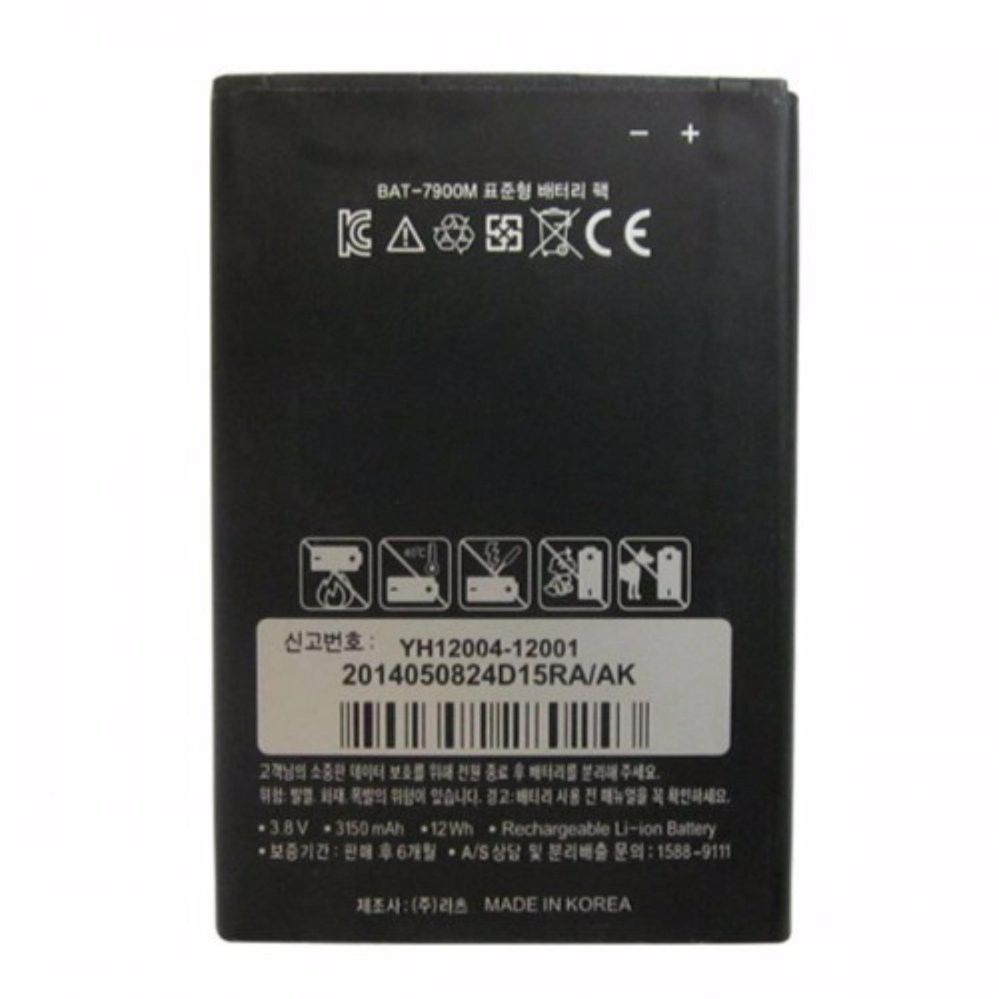 − +
BAT-7900M 표준형 배터리 팩
CE
40℃
신고번호 : YH12004-12001
2014050824D15RA/AK
고객님의 소중한 데이터 보호를 위해 전원 종료 후 배터리를 분리해 주세요.
위험: 발열, 화재, 폭발의 위험이 있습니다. 경고: 배터리 사용 전 매뉴얼을 꼭 확인하세요.
• 3.8 V • 3150 mAh • 12 Wh • Rechargeable Li-ion Battery
• 보증기간 : 판매 후 6개월 • A/S 상담 및 분리배출 문의 : 1588-9111
제조사 : (주)리츠 MADE IN KOREA